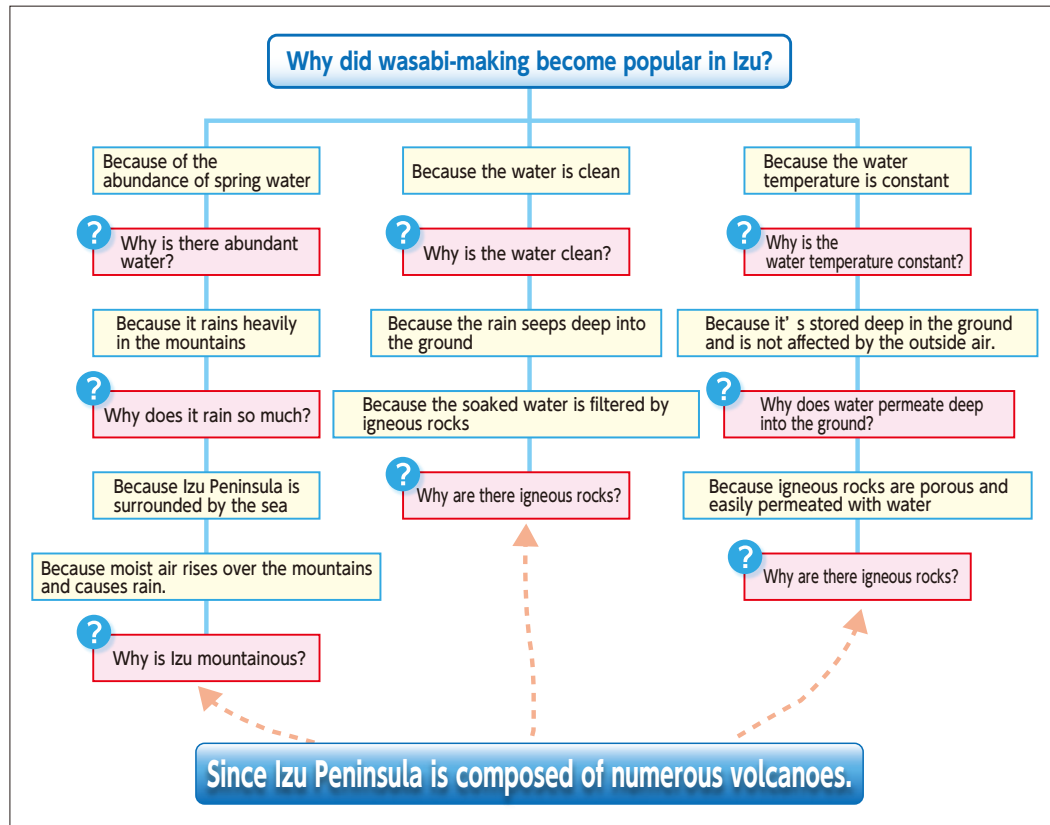 Why did wasabi-making become popular in Izu?
Because of the
abundance of spring water
Why is there abundant
water?
Because it rains heavily
in the mountains
Why does it rain so much?
Because Izu Peninsula is
surrounded by the sea
Because moist air rises over the mountains
and causes rain.
Why is Izu mountainous?
Because the water is clean
Why is the water clean?
Because the rain seeps deep into
the ground
Because the soaked water is filtered by
igneous rocks
Why are there igneous rocks?
Because the water
temperature is constant
Why is the
water temperature constant?
Because it’ s stored deep in the ground
and is not affected by the outside air.
Why does water permeate deep
into the ground?
Because igneous rocks are porous and
easily permeated with water
Why are there igneous rocks?
Since Izu Peninsula is composed of numerous volcanoes.